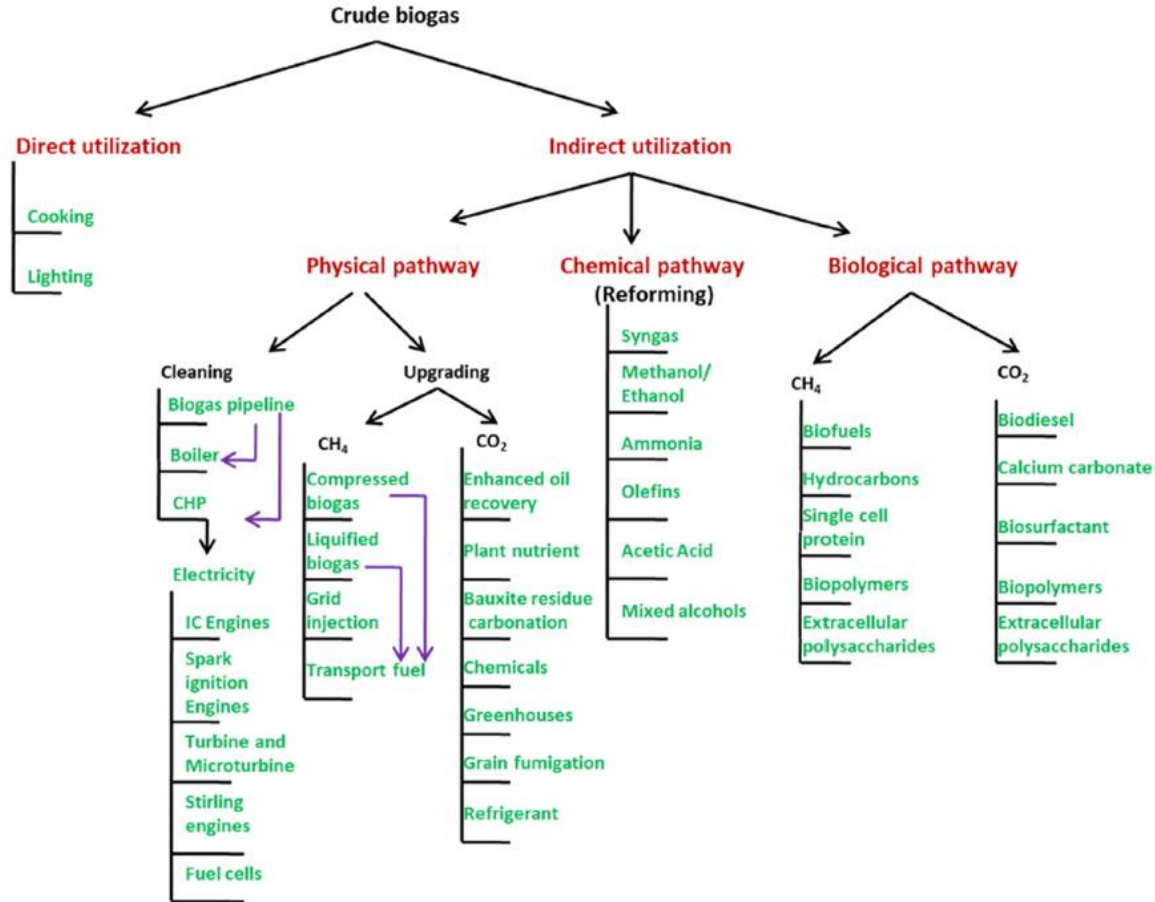 Crude biogas
Direct utilization
Cooking
Lighting
Indirect utilization
Physical pathway
Cleaning
Biogas pipeline
Boiler
CHP
Electricity
IC Engines
Spark
ignition
Engines
Turbine and
Microturbine
Stirling
engines
Fuel cells
Upgrading
CH₄
Compressed
biogas
Liquified
biogas
Grid
injection
Transport fuel
CO₂
Enhanced oil
recovery
Plant nutrient
Bauxite residue
carbonation
Chemicals
Greenhouses
Grain fumigation
Refrigerant
Chemical pathway
(Reforming)
Syngas
Methanol/
Ethanol
Ammonia
Olefins
Acetic Acid
Mixed alcohols
Biological pathway
CH₄
Biofuels
Hydrocarbons
Single cell
protein
Biopolymers
Extracellular
polysaccharides
CO₂
Biodiesel
Calcium carbonate
Biosurfactant
Biopolymers
Extracellular
polysaccharides